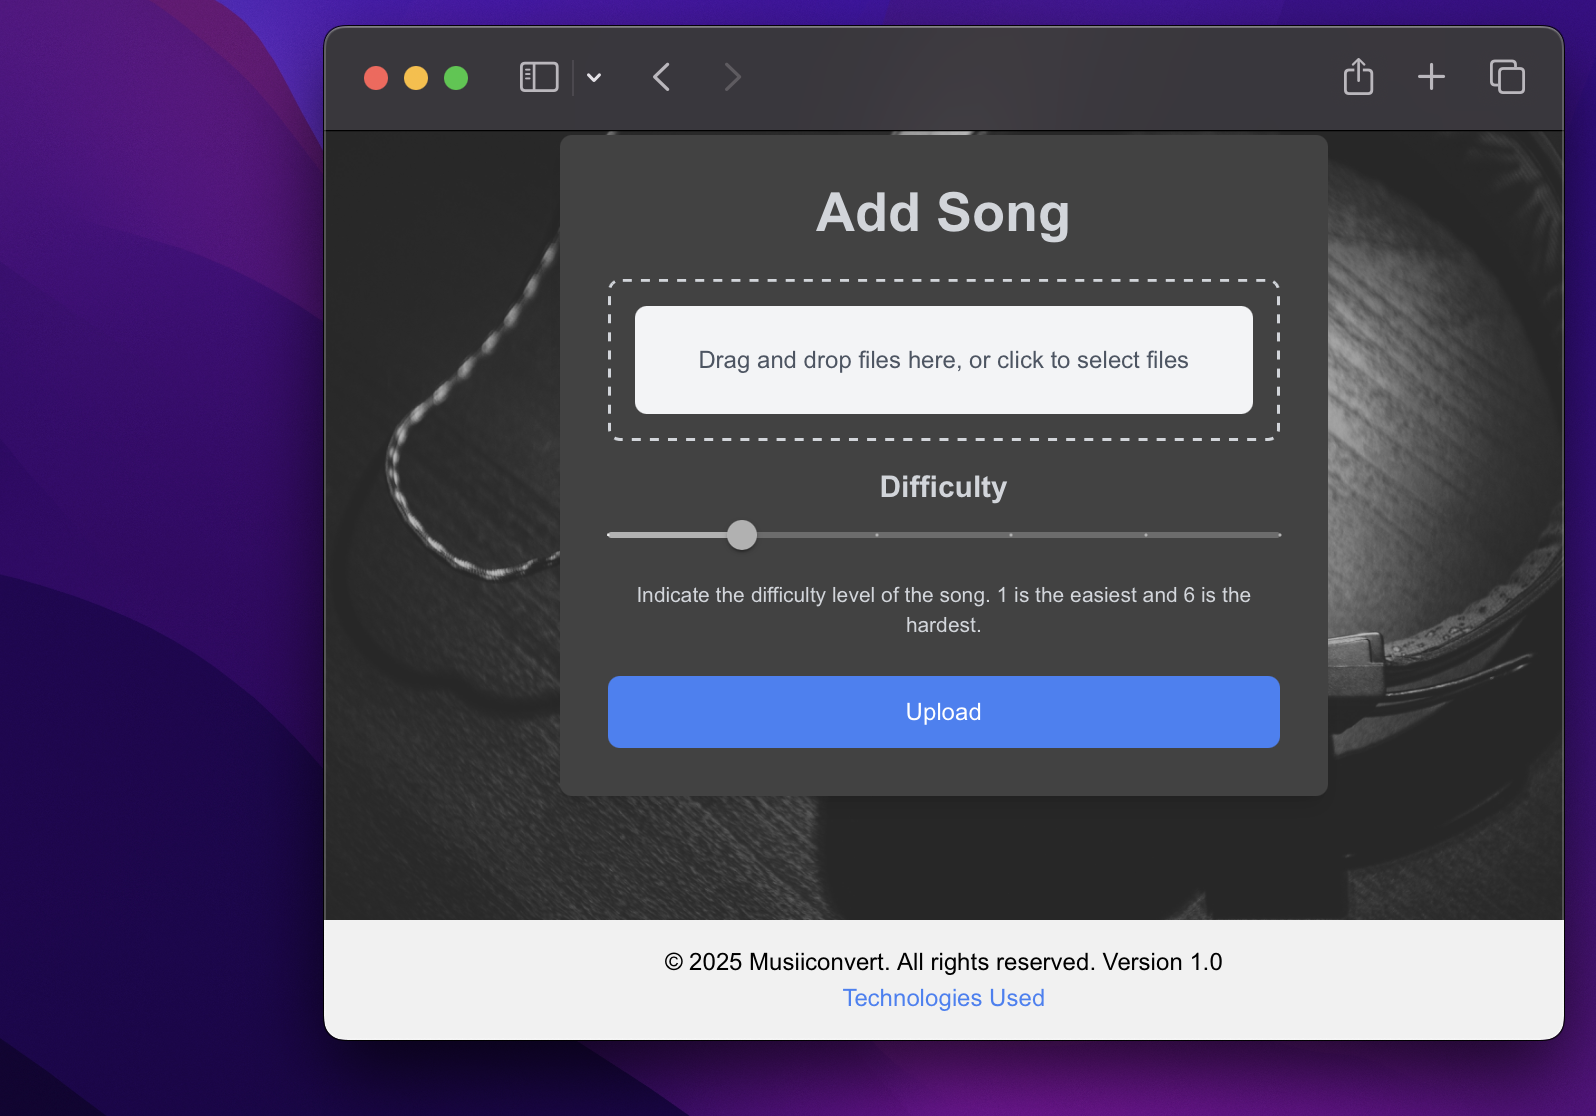 Add Song
Drag and drop files here, or click to select files
Difficulty
Indicate the difficulty level of the song. 1 is the easiest and 6 is the
hardest.
Upload
© 2025 Musiiconvert. All rights reserved. Version 1.0
Technologies Used